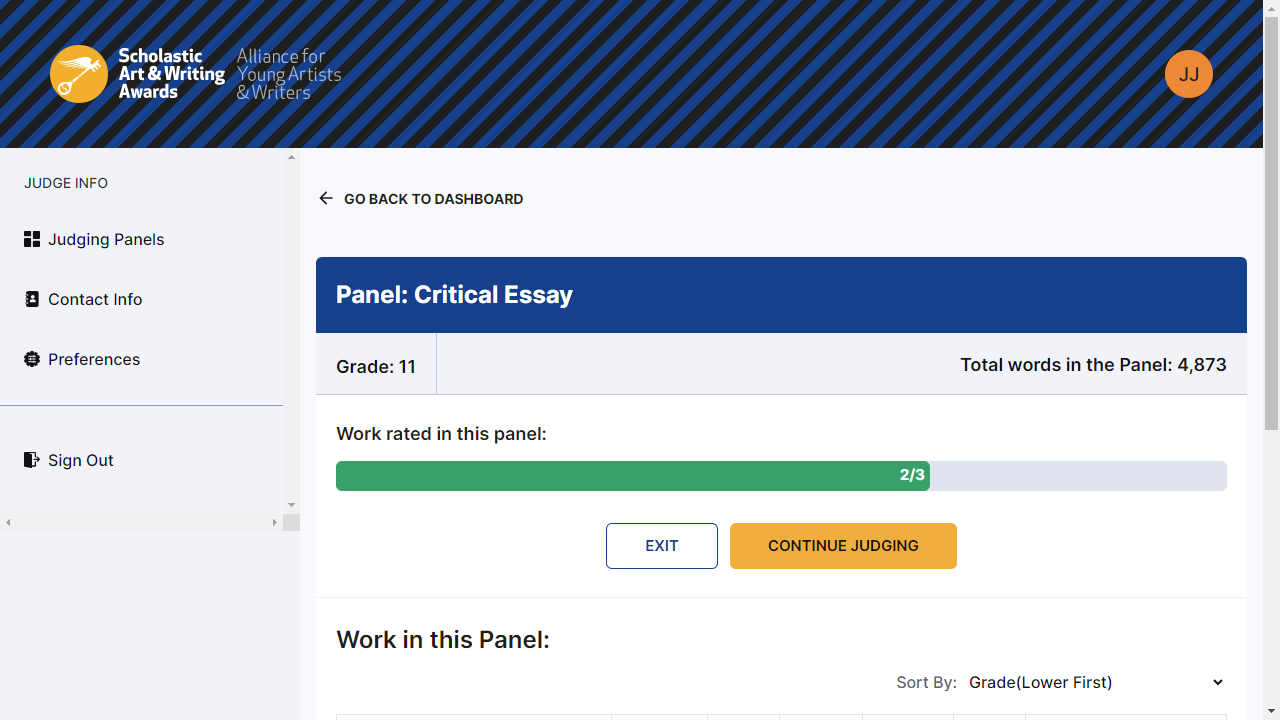 Scholastic
Art & Writing
Awards
Alliance for
Young Artists
& Writers
JJ
JUDGE INFO
Judging Panels
Contact Info
Preferences
Sign Out
GO BACK TO DASHBOARD
Panel: Critical Essay
Grade: 11
Total words in the Panel: 4,873
Work rated in this panel:
2/3
EXIT
CONTINUE JUDGING
Work in this Panel:
Sort By: Grade(Lower First)